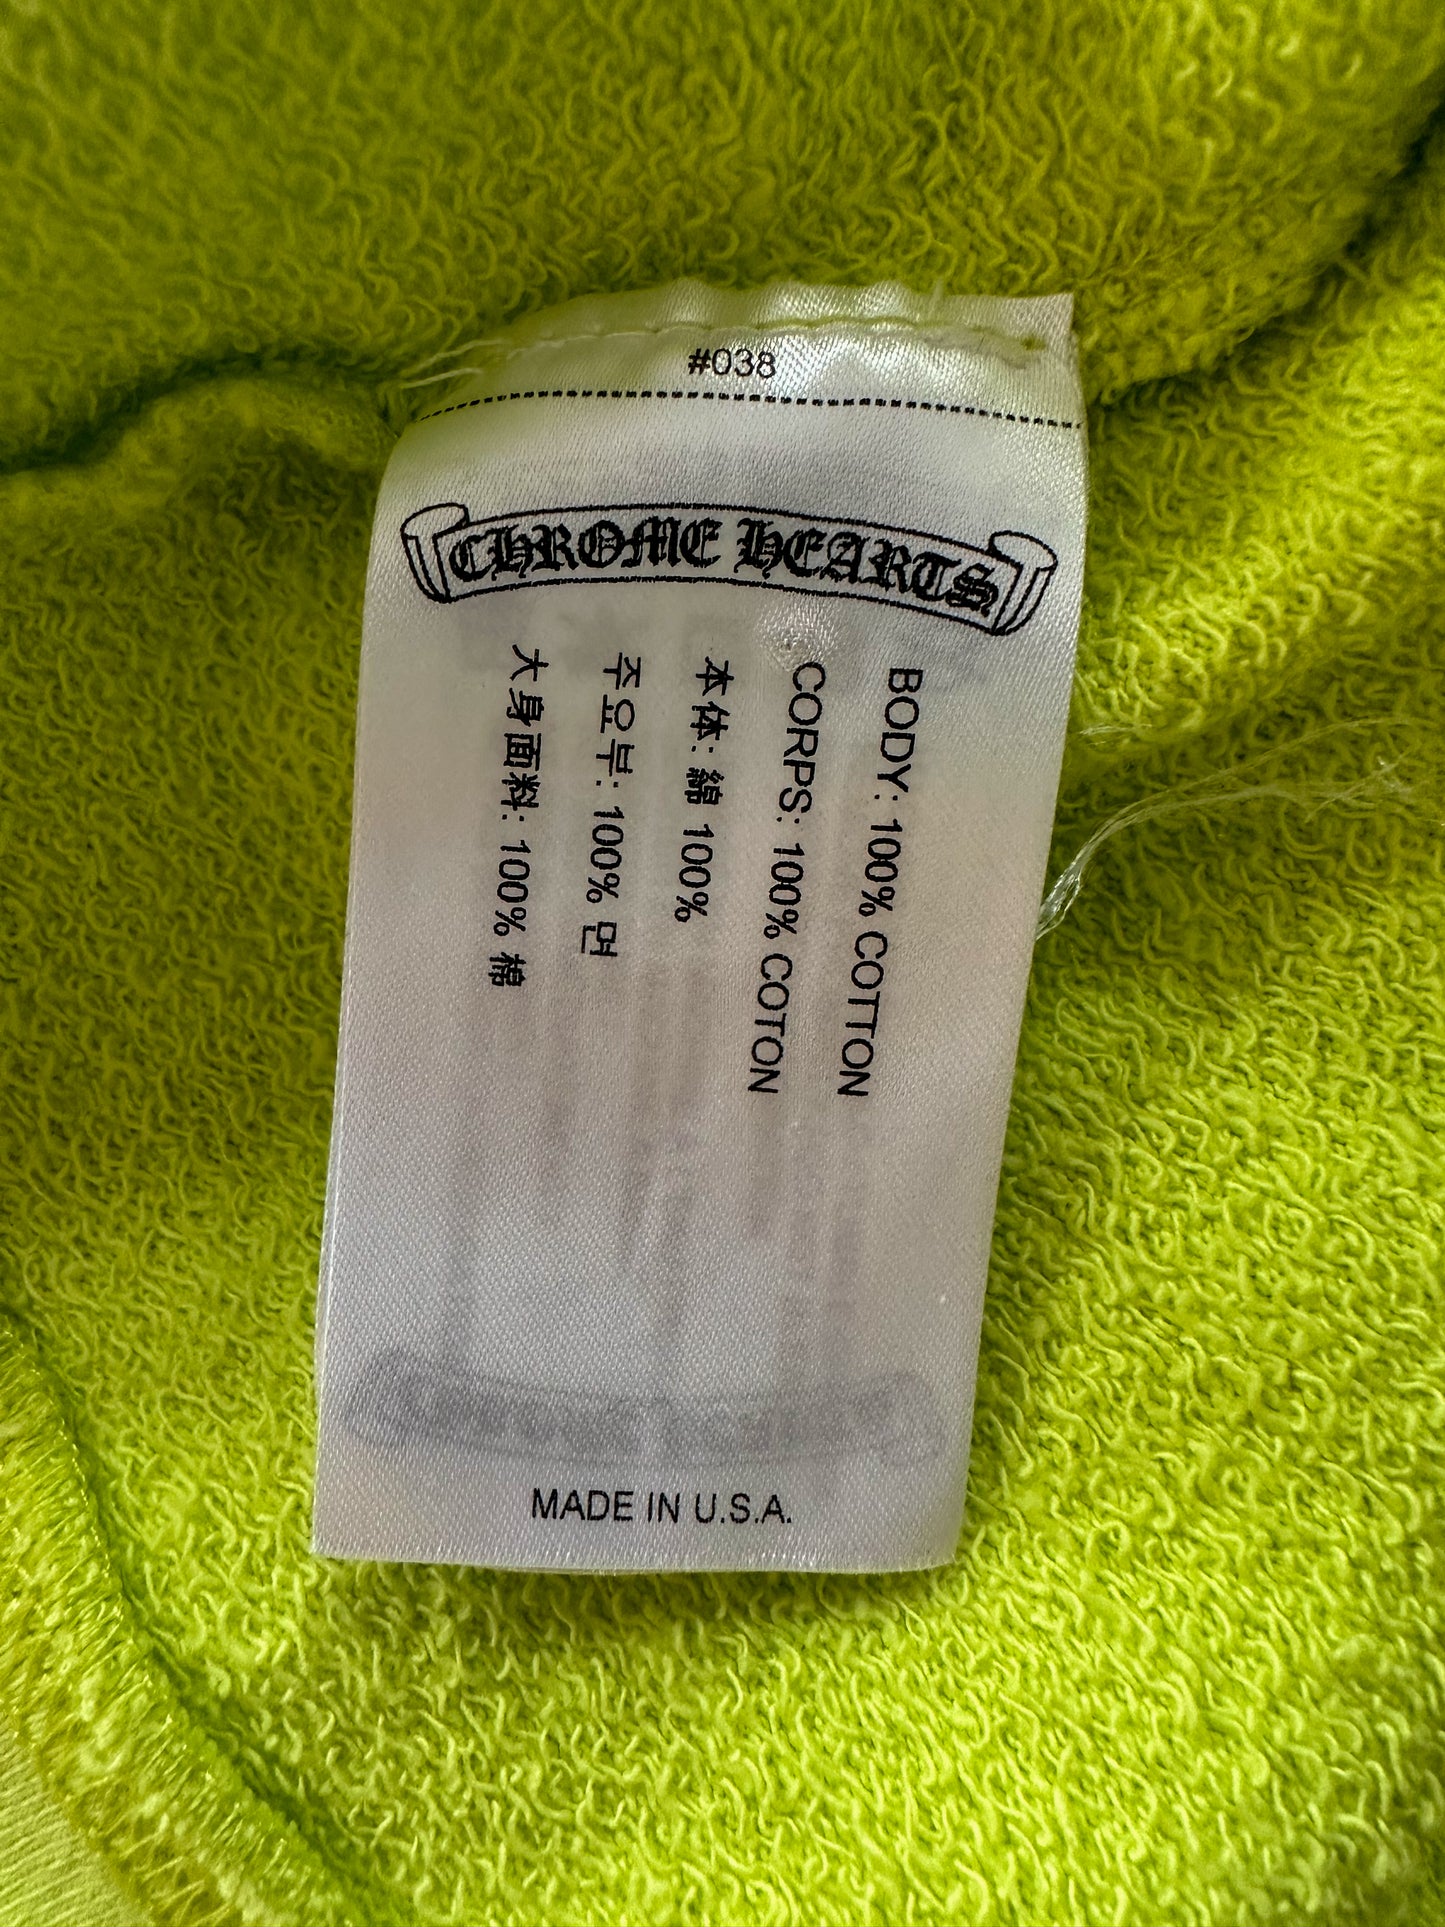 #038
CHROME HEARTS
BODY: 100% COTTON
CORPS: 100% COTON
本体: 綿 100%
주요부: 100% 면
大身面料: 100% 棉
MADE IN U.S.A.